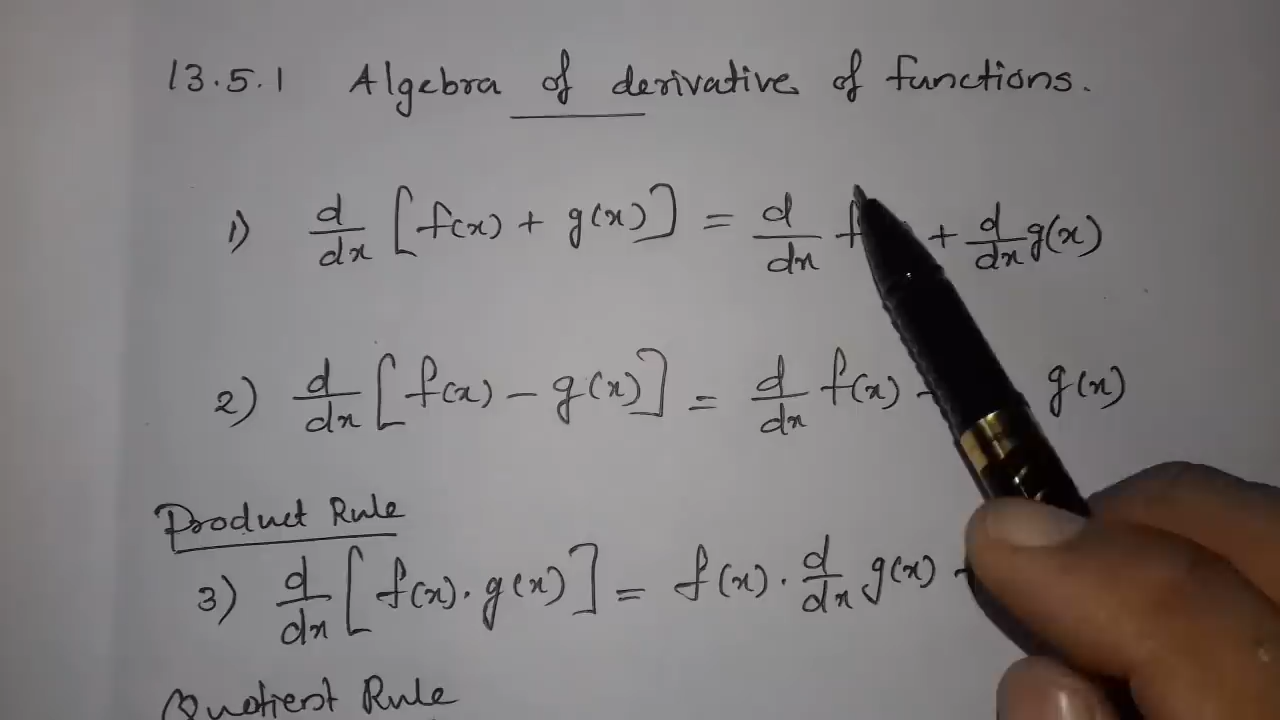 13.5.1 Algebra of derivative of functions.
1) d/dx [f(x) + g(x)] = d/dx f + d/dx g(x)
2) d/dx [f(x) - g(x)] = d/dx f(x) - g(x)
Product Rule
3) d/dx [f(x) . g(x)] = f(x) . d/dx g(x)
Quotient Rule